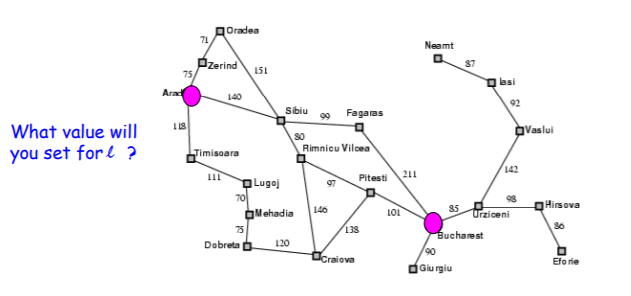 Oradea
71
Neamt
Zerind
87
75
151
Iasi
Arad
140
92
Sibiu
99
Fagaras
118
Vaslui
What value will
you set for ℓ ?
80
Timisoara
Rimnicu Vilcea
111
Lugoj
97
Pitesti
211
142
70
98
Hirsova
Mehadia
146
101
85
Urziceni
75
138
86
Bucharest
Dobreta
120
90
Craiova
Giurgiu
Eforie